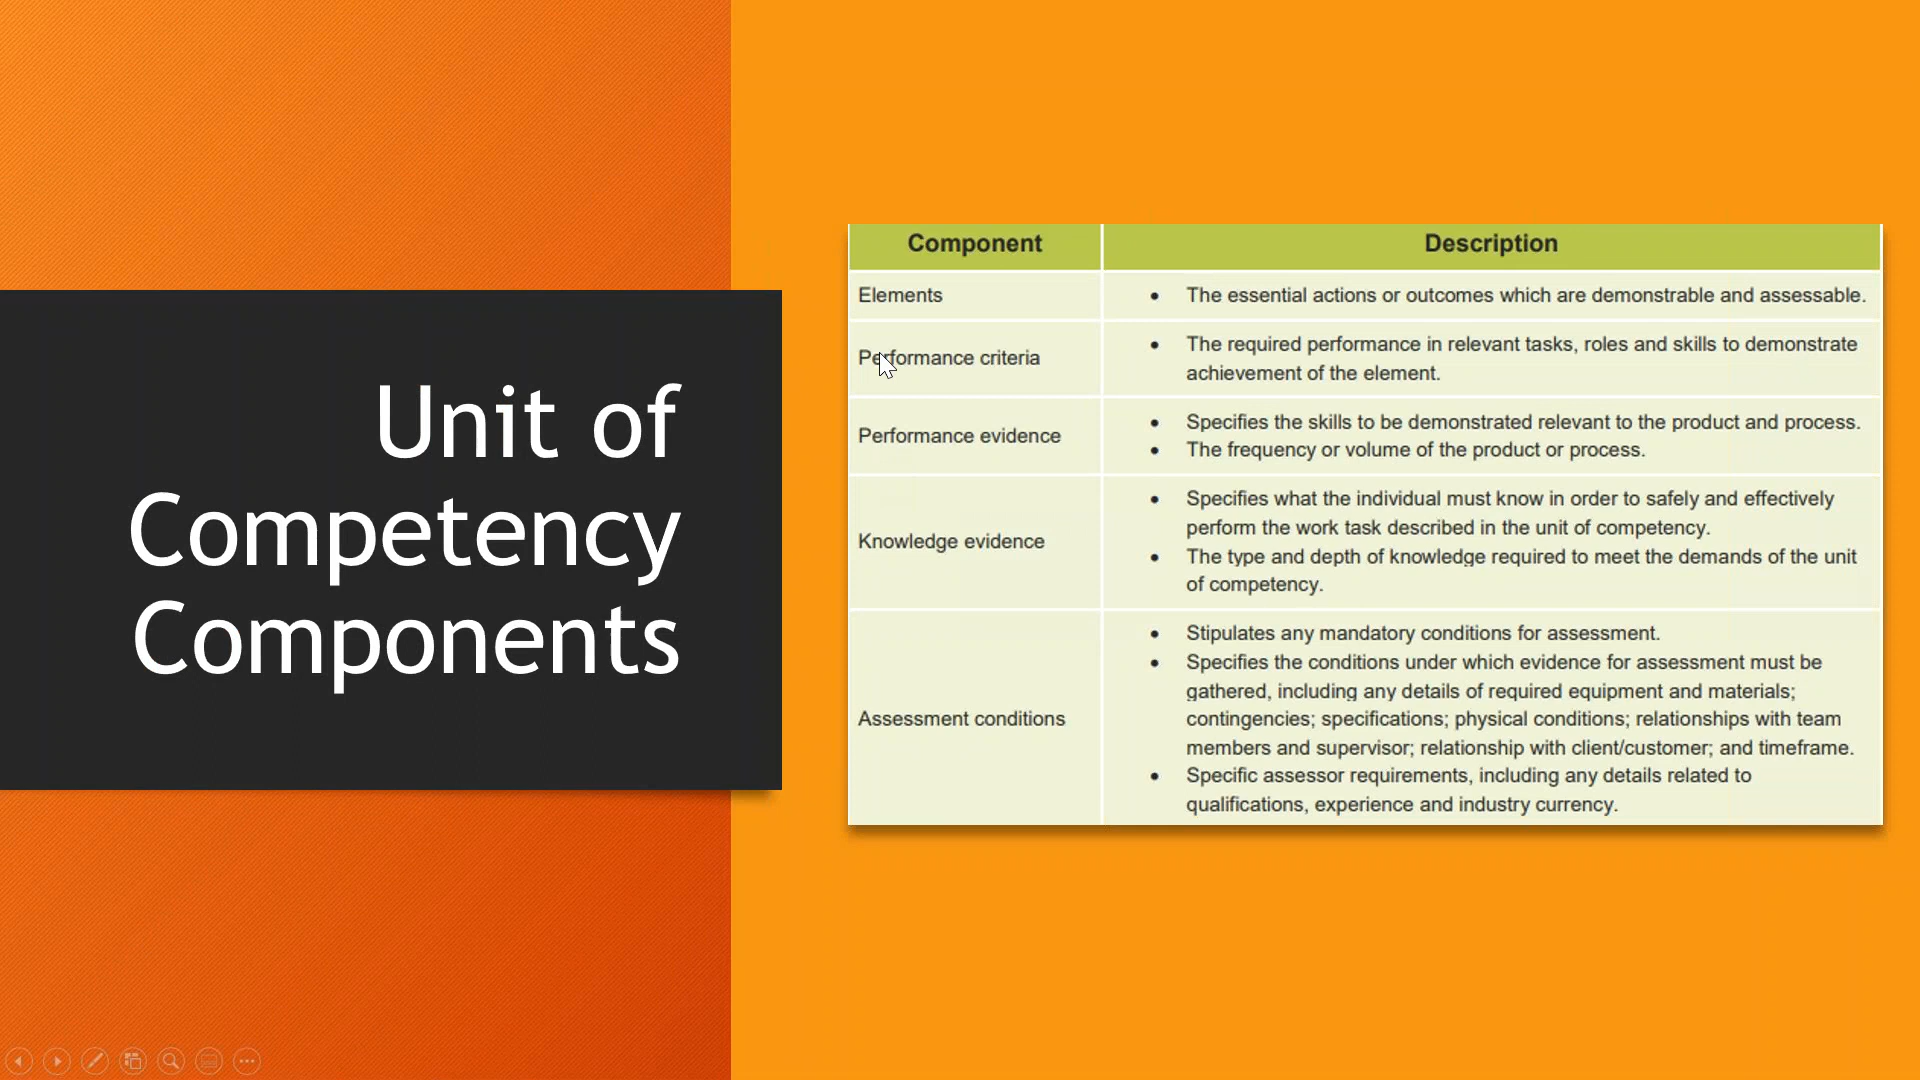 Unit of
Competency
Components
Component
Description
Elements
• The essential actions or outcomes which are demonstrable and assessable.
Performance criteria
• The required performance in relevant tasks, roles and skills to demonstrate
achievement of the element.
Performance evidence
• Specifies the skills to be demonstrated relevant to the product and process.
• The frequency or volume of the product or process.
Knowledge evidence
• Specifies what the individual must know in order to safely and effectively
perform the work task described in the unit of competency.
• The type and depth of knowledge required to meet the demands of the unit
of competency.
Assessment conditions
• Stipulates any mandatory conditions for assessment.
• Specifies the conditions under which evidence for assessment must be
gathered, including any details of required equipment and materials;
contingencies; specifications; physical conditions; relationships with team
members and supervisor; relationship with client/customer; and timeframe.
• Specific assessor requirements, including any details related to
qualifications, experience and industry currency.